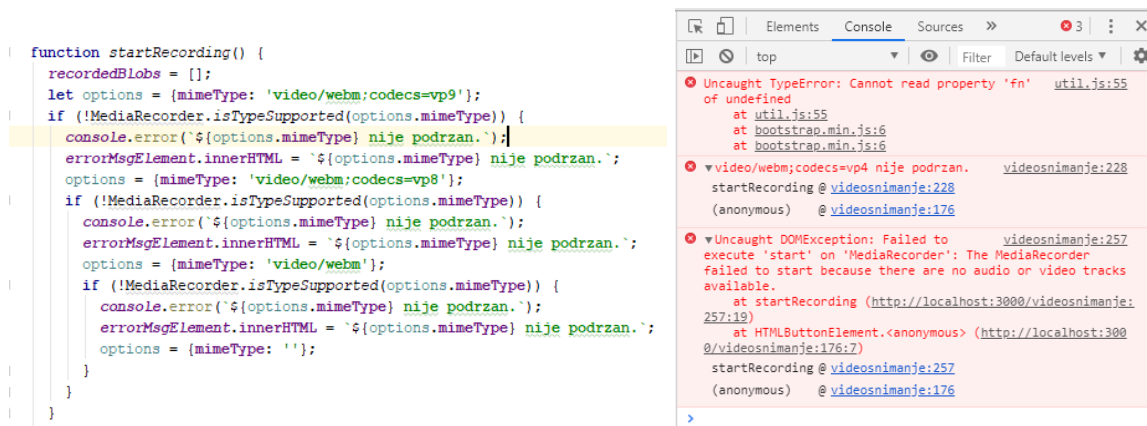 function startRecording() {
recordedBlobs = [];
let options = {mimeType: 'video/webm;codecs=vp9'};
if (!MediaRecorder.isTypeSupported(options.mimeType)) {
console.error(`${options.mimeType} nije podrzan.`);
errorMsgElement.innerHTML = `${options.mimeType} nije podrzan.`;
options = {mimeType: 'video/webm;codecs=vp8'};
if (!MediaRecorder.isTypeSupported(options.mimeType)) {
console.error(`${options.mimeType} nije podrzan.`);
errorMsgElement.innerHTML = `${options.mimeType} nije podrzan.`;
options = {mimeType: 'video/webm'};
if (!MediaRecorder.isTypeSupported(options.mimeType)) {
console.error(`${options.mimeType} nije podrzan.`);
errorMsgElement.innerHTML = `${options.mimeType} nije podrzan.`;
options = {mimeType: ''};
}
}
}
Elements Console Sources » 3
top Filter Default levels ▼
Uncaught TypeError: Cannot read property 'fn' util.js:55
of undefined
at util.js:55
at bootstrap.min.js:6
at bootstrap.min.js:6
▼video/webm;codecs=vp4 nije podrzan. videosnimanje:228
startRecording @ videosnimanje:228
(anonymous) @ videosnimanje:176
▼Uncaught DOMException: Failed to videosnimanje:257
execute 'start' on 'MediaRecorder': The MediaRecorder
failed to start because there are no audio or video tracks
available.
at startRecording (http://localhost:3000/videosnimanje:
257:19)
at HTMLButtonElement.<anonymous> (http://localhost:300
0/videosnimanje:176:7)
startRecording @ videosnimanje:257
(anonymous) @ videosnimanje:176